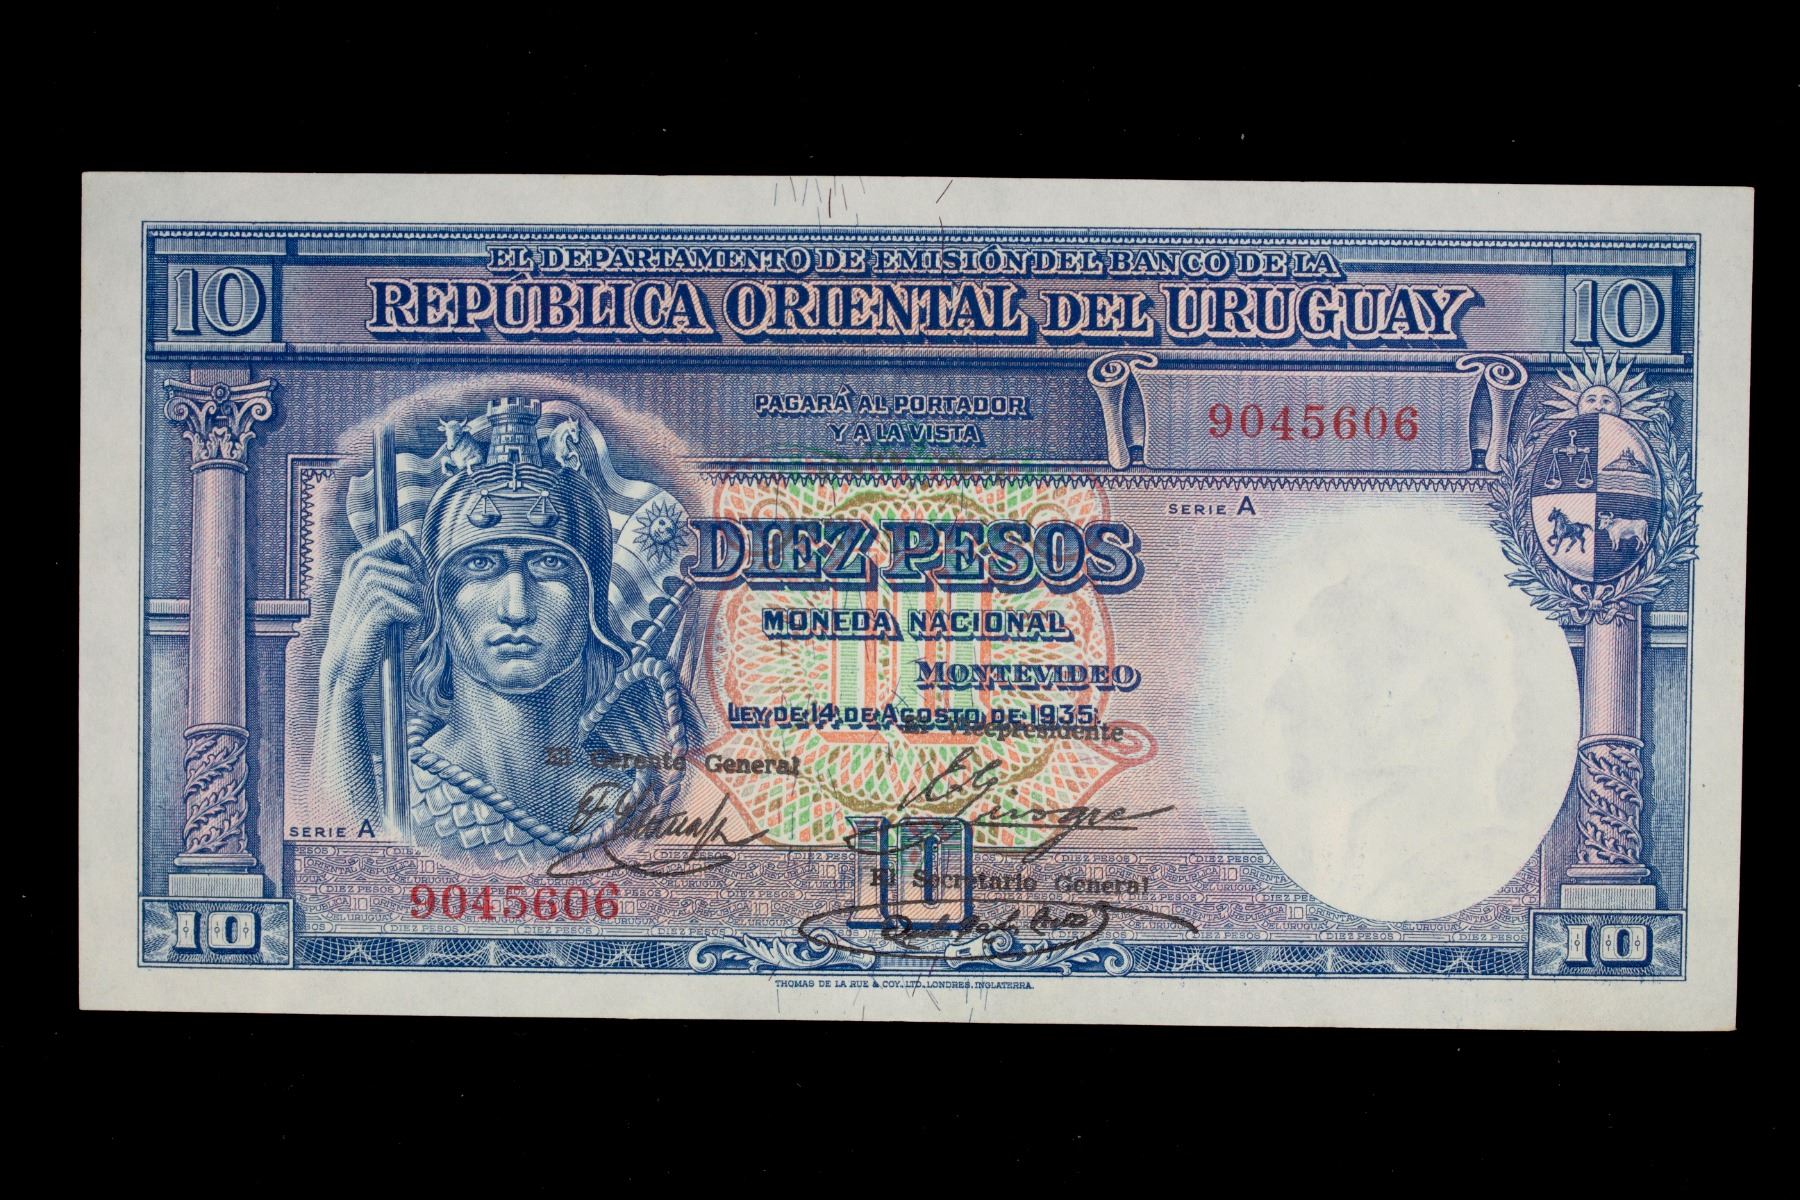 EL DEPARTAMENTO DE EMISIÓN DEL BANCO DE LA
10 REPÚBLICA ORIENTAL DEL URUGUAY 10
PAGARÁ AL PORTADOR
Y A LA VISTA
9045606
SERIE A
DIEZ PESOS
MONEDA NACIONAL
MONTEVIDEO
LEY DE 14 DE AGOSTO DE 1935.
El Vicepresidente
El Gerente General
SERIE A
10
El Secretario General
9045606
10 10
THOMAS DE LA RUE & COY. LTD. LONDRES, INGLATERRA.